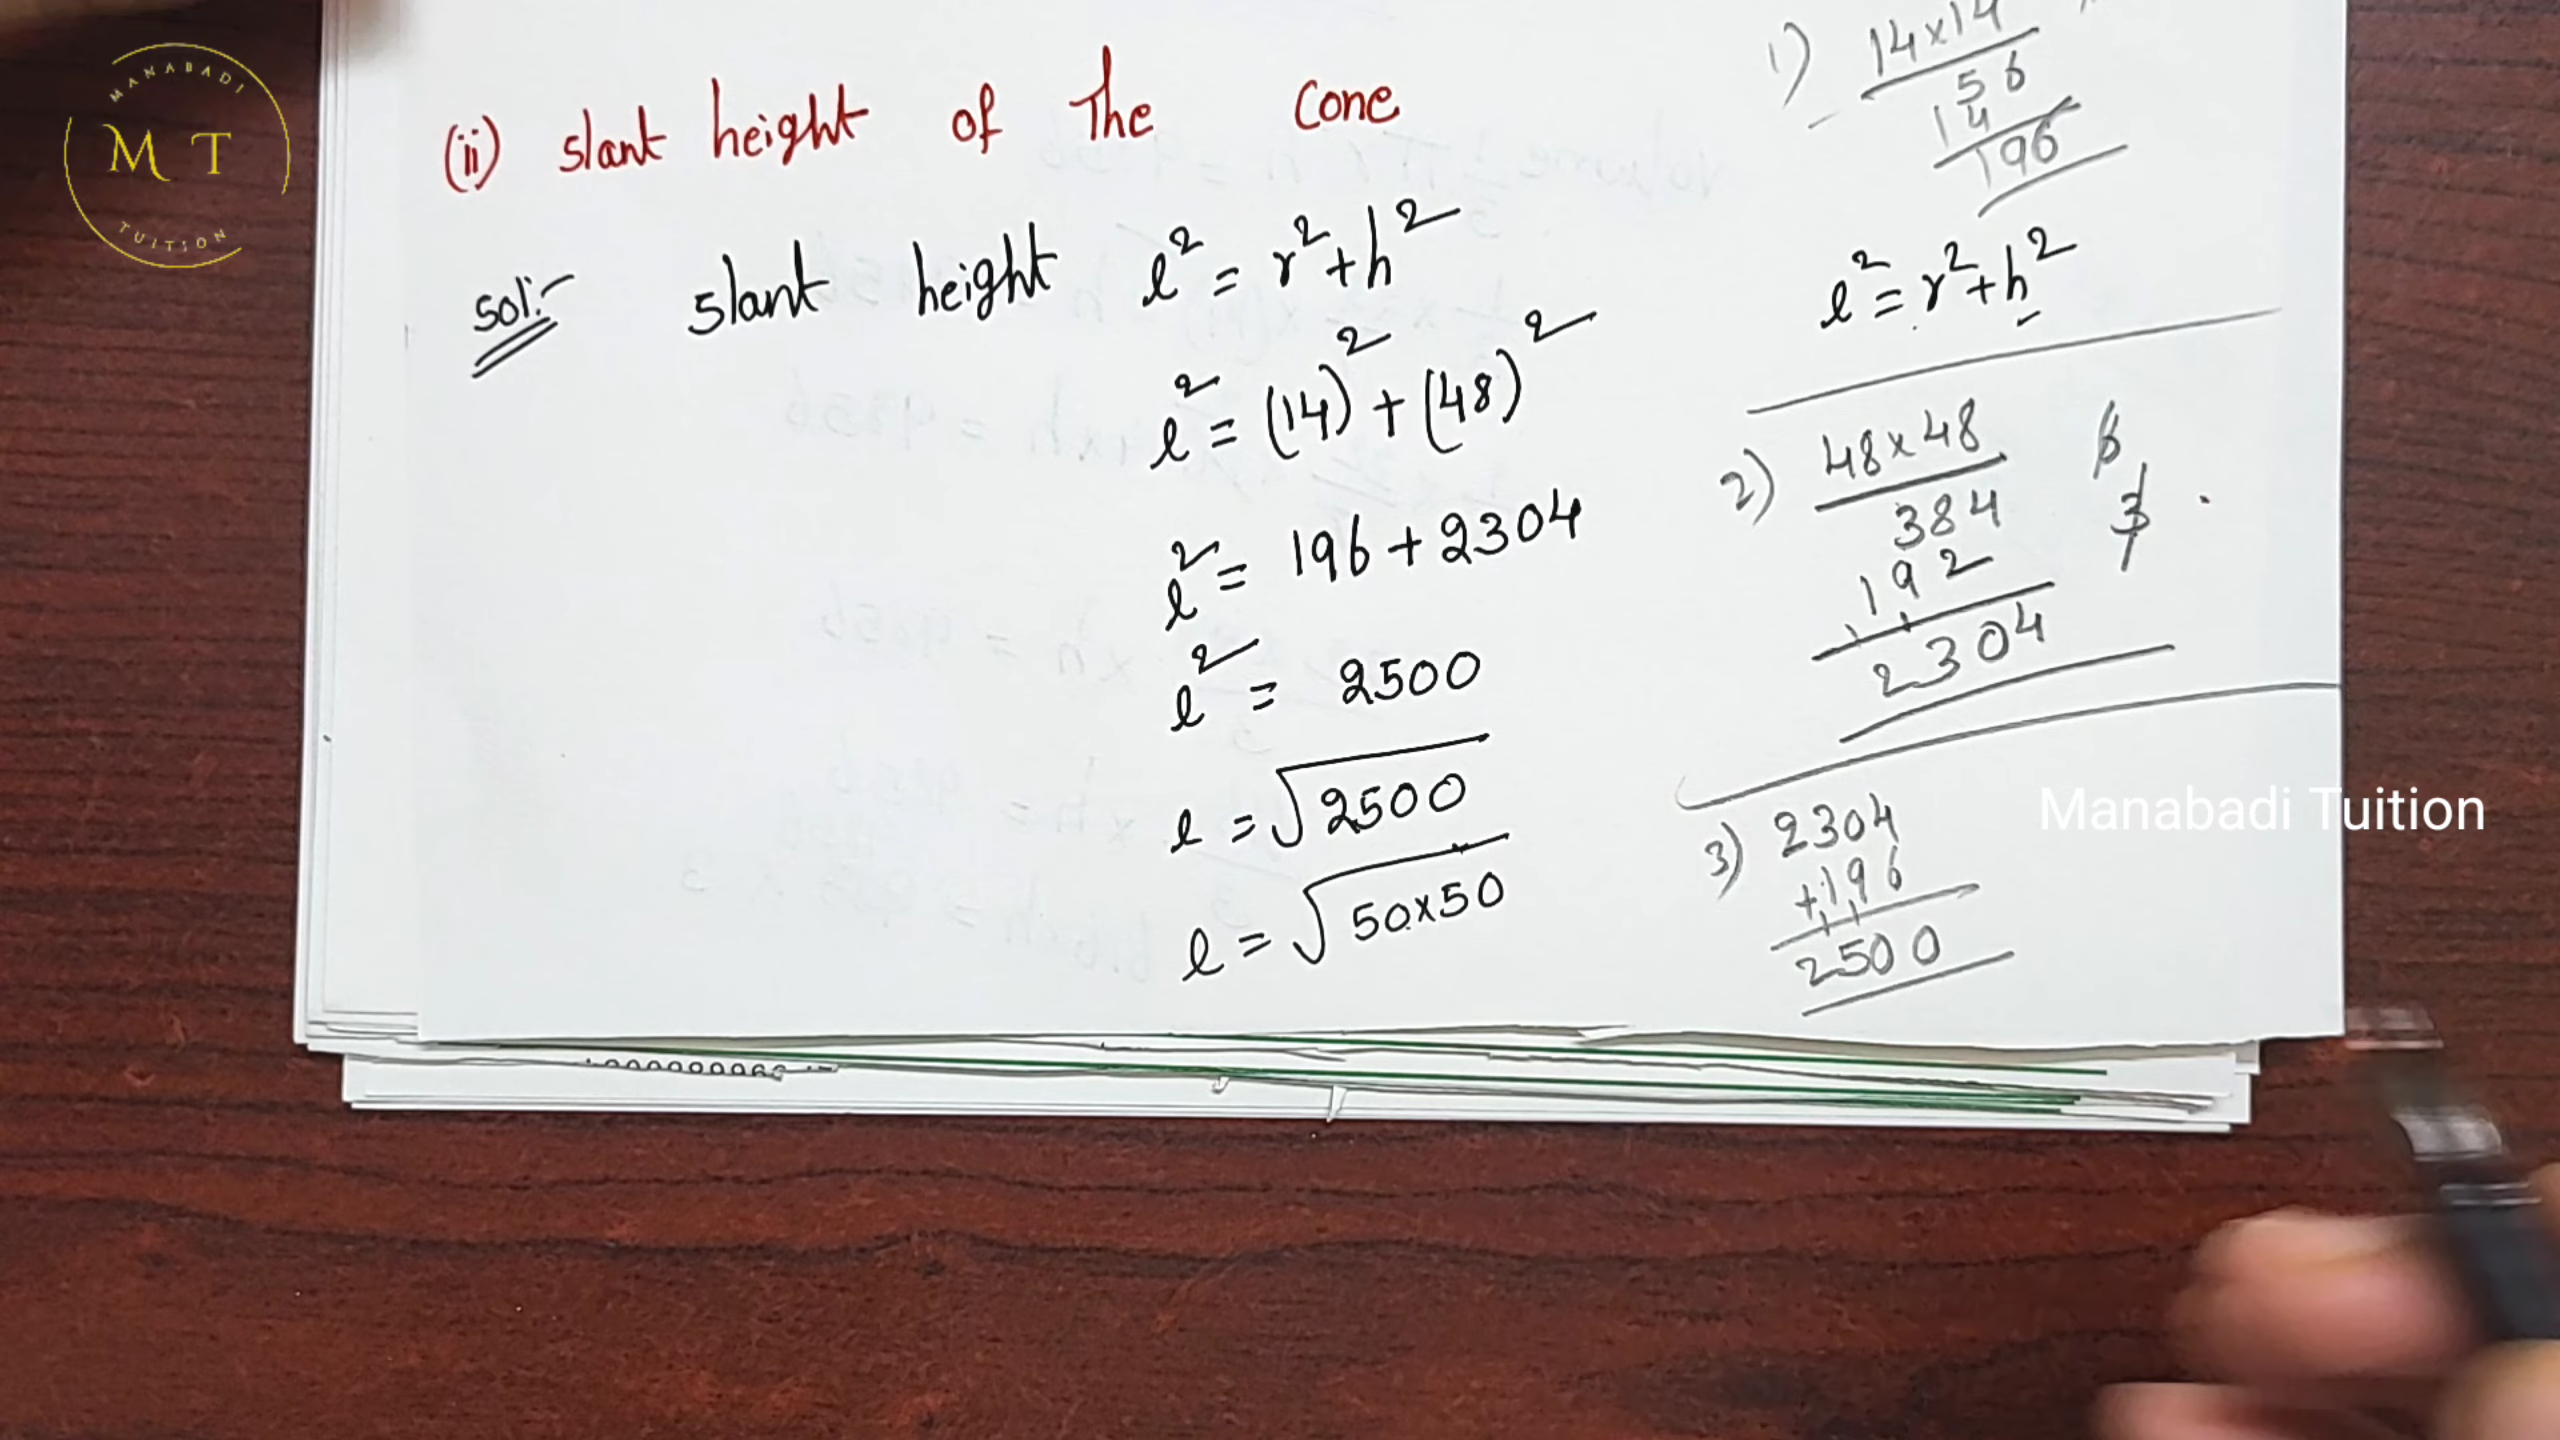 MANABADI
M T
TUITION
(ii) slant height of The cone
sol:- slant height l² = r² + h²
l² = (14)² + (48)²
l² = 196 + 2304
l² = 2500
l = √2500
l = √50×50
1) 14×14
56
14
196
l² = r² + h²
2) 48×48
384
192
2304
6
3
3) 2304
+196
2500
Manabadi Tuition